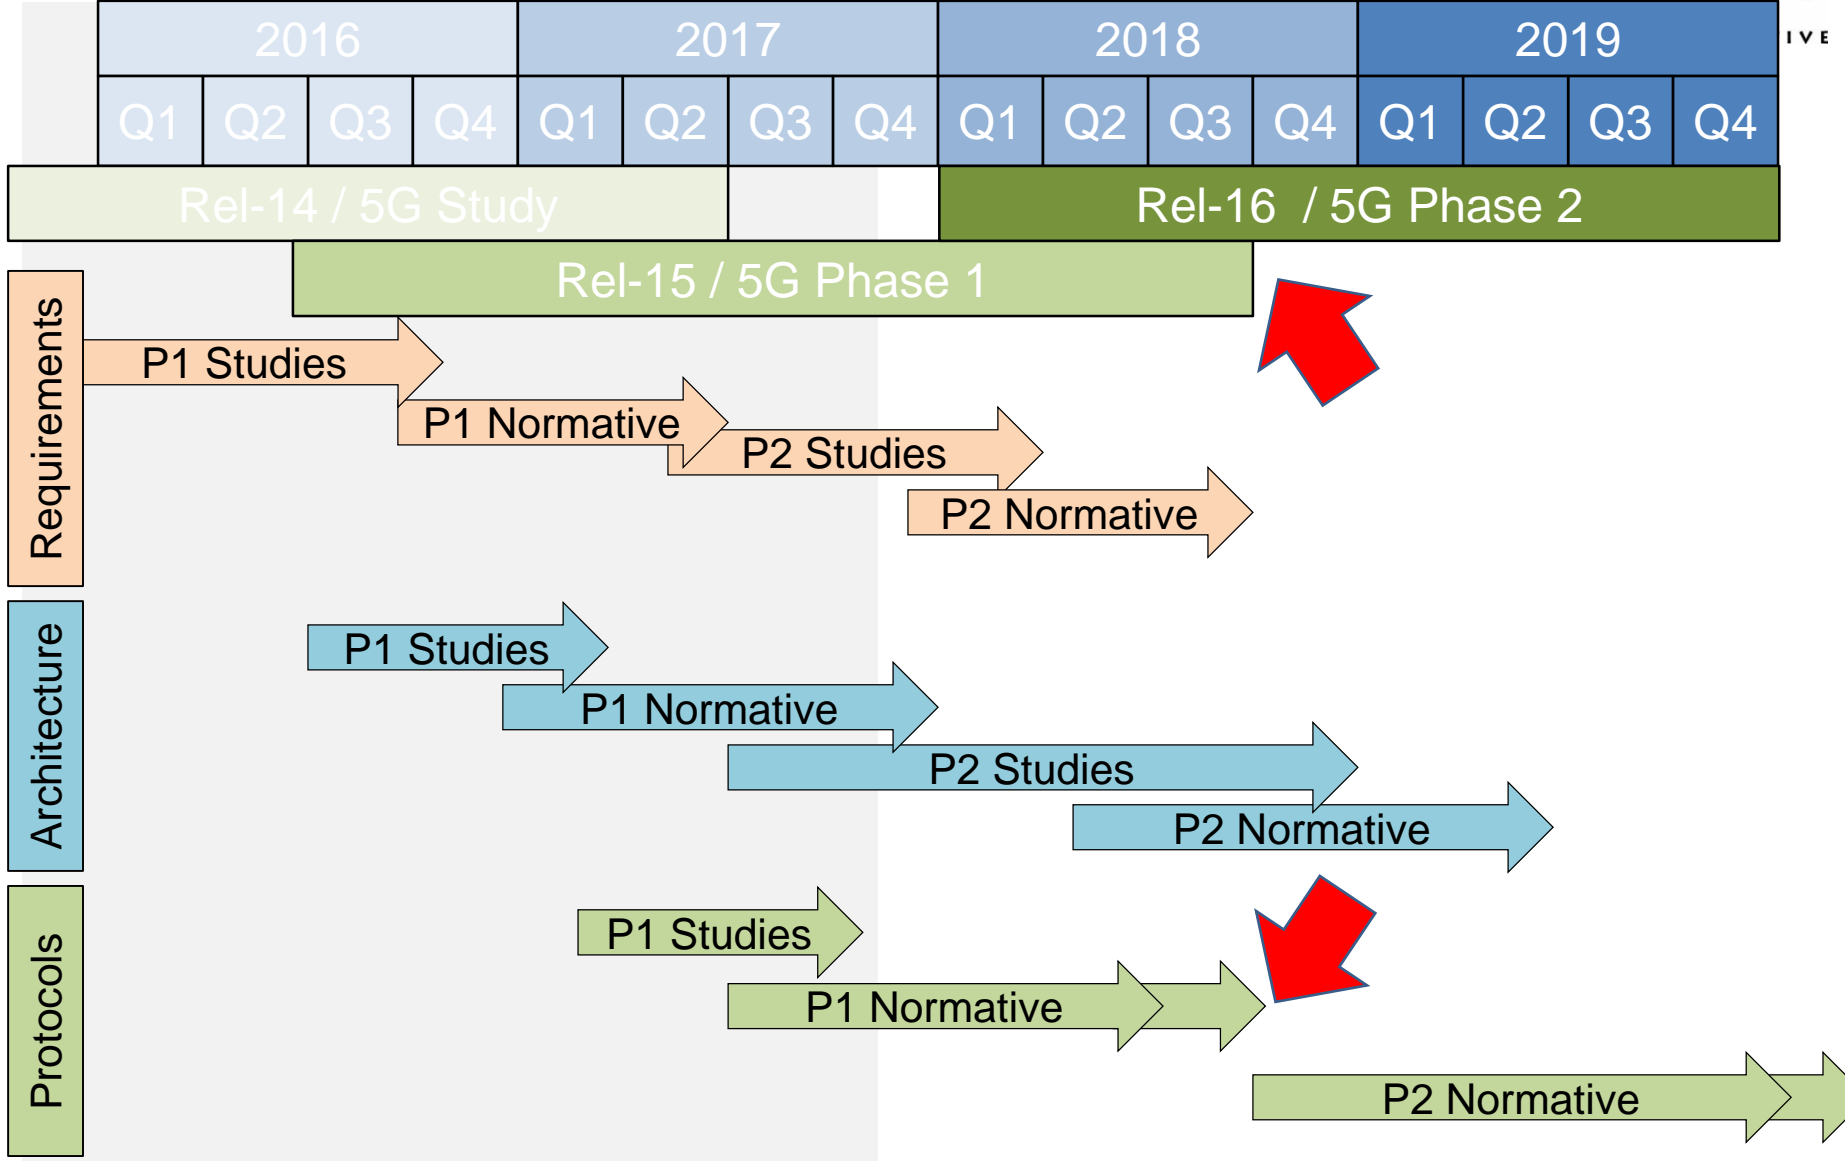 2016 2017 2018 2019
IVE
Q1 Q2 Q3 Q4 Q1 Q2 Q3 Q4 Q1 Q2 Q3 Q4 Q1 Q2 Q3 Q4
Rel-14 / 5G Study
Rel-16 / 5G Phase 2
Rel-15 / 5G Phase 1
Requirements
P1 Studies
P1 Normative
P2 Studies
P2 Normative
Architecture
P1 Studies
P1 Normative
P2 Studies
P2 Normative
Protocols
P1 Studies
P1 Normative
P2 Normative